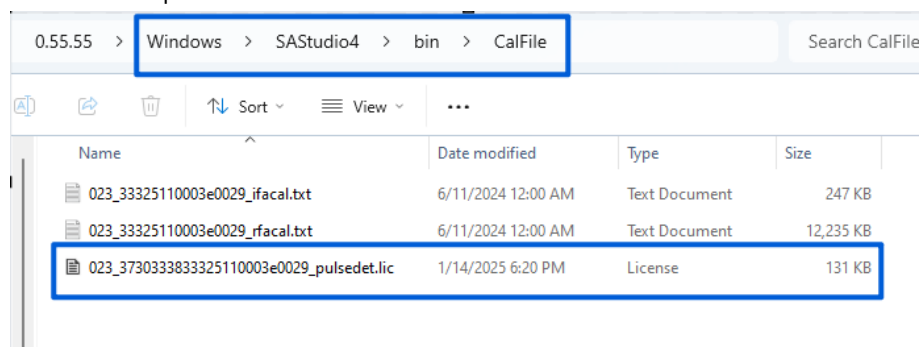 0.55.55 > Windows > SAStudio4 > bin > CalFile Search CalFile
Sort View ...
Name Date modified Type Size
023_33325110003e0029_ifacal.txt 6/11/2024 12:00 AM Text Document 247 KB
023_33325110003e0029_rfacal.txt 6/11/2024 12:00 AM Text Document 12,235 KB
023_3730333833325110003e0029_pulsedet.lic 1/14/2025 6:20 PM License 131 KB